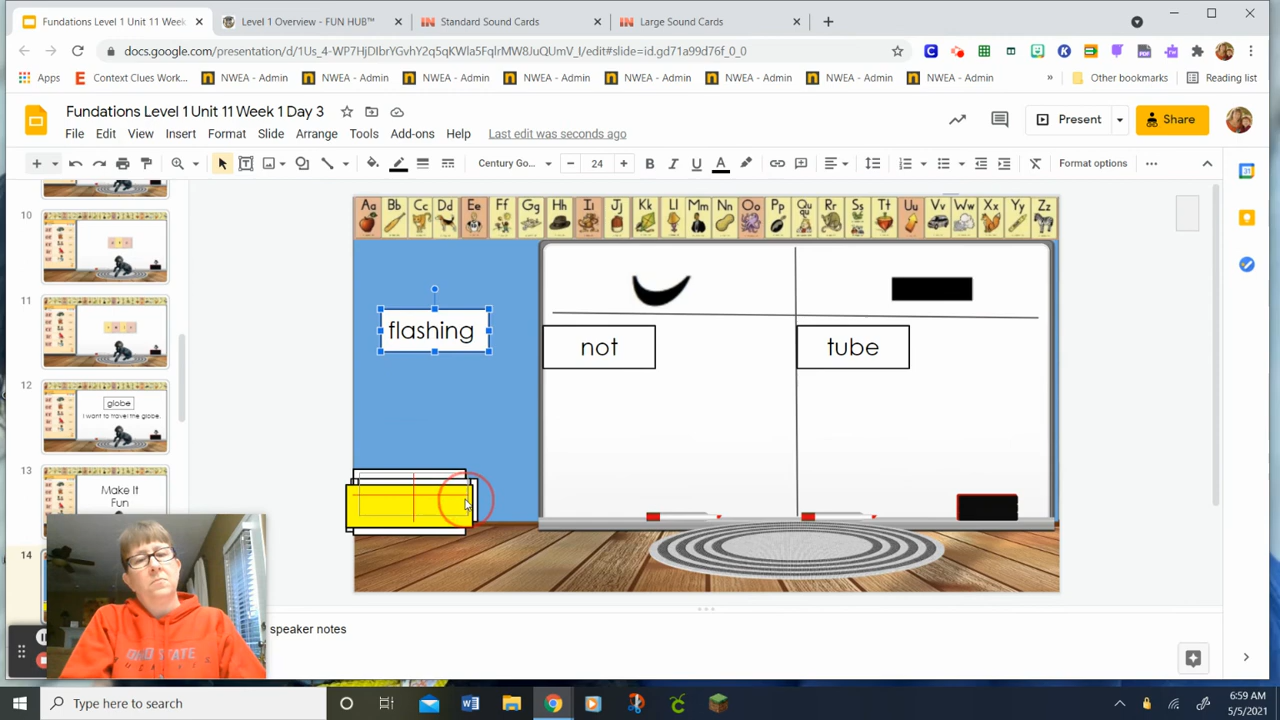 Fundations Level 1 Unit 11 Week
Level 1 Overview - FUN HUB™
Standard Sound Cards
Large Sound Cards
docs.google.com/presentation/d/1Us_4-WP7HjDIbrYGvhY2q5qKWla5FqlrMW8JuQUmV_I/edit#slide=id.gd71a99d76f_0_0
Apps
Context Clues Work...
NWEA - Admin
NWEA - Admin
NWEA - Admin
NWEA - Admin
NWEA - Admin
NWEA - Admin
NWEA - Admin
NWEA - Admin
»
Other bookmarks
Reading list
Fundations Level 1 Unit 11 Week 1 Day 3
File Edit View Insert Format Slide Arrange Tools Add-ons Help Last edit was seconds ago
Present
Share
Century Go...
24
B I U A
Format options
Aa Bb Cc Dd Ee Ff Gg Hh Ii Jj Kk Ll Mm Nn Oo Pp Qu Rr Ss Tt Uu Vv Ww Xx Yy Zz
10
11
12
globe
I want to travel the globe.
13
Make It
Fun
14
flashing
not
tube
speaker notes
Type here to search
6:59 AM
5/5/2021